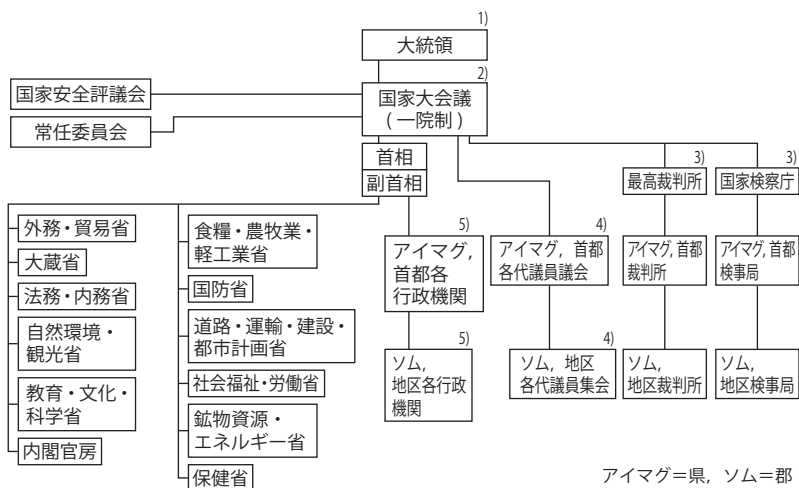 1)
大統領
2)
国家大会議
( 一院制 )
国家安全評議会
常任委員会
首相
副首相
3)
最高裁判所
3)
国家検察庁
外務・貿易省
大蔵省
法務・内務省
自然環境・
観光省
教育・文化・
科学省
内閣官房
食糧・農牧業・
軽工業省
国防省
道路・運輸・建設・
都市計画省
社会福祉・労働省
鉱物資源・
エネルギー省
保健省
5)
アイマグ,
首都各
行政機関
4)
アイマグ, 首都
各代議員議会
アイマグ, 首都
裁判所
アイマグ, 首都
検事局
5)
ソム,
地区各行政
機関
4)
ソム, 地区
各代議員集会
ソム,
地区裁判所
ソム,
地区検事局
アイマグ＝県, ソム＝郡